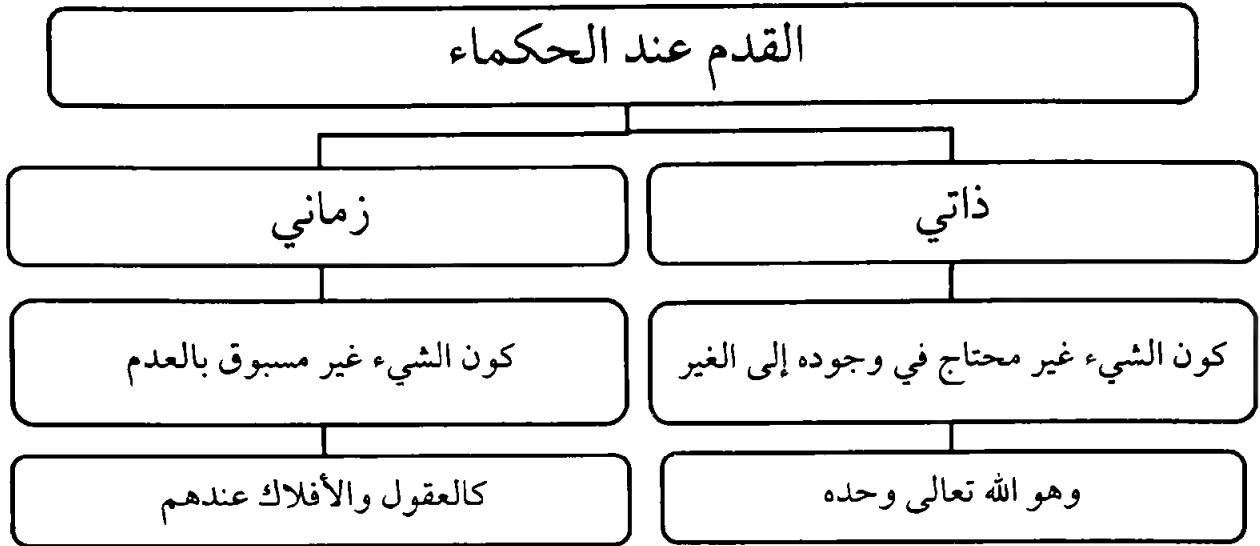 القدم عند الحكماء
ذاتي
زماني
كون الشيء غير محتاج في وجوده إلى الغير
كون الشيء غير مسبوق بالعدم
وهو الله تعالى وحده
كالعقول والأفلاك عندهم